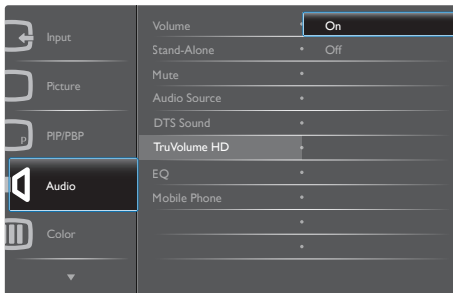 Input
Picture
P
PIP/PBP
Audio
Color
Volume
Stand-Alone
Mute
Audio Source
DTS Sound
TruVolume HD
EQ
Mobile Phone
On
Off